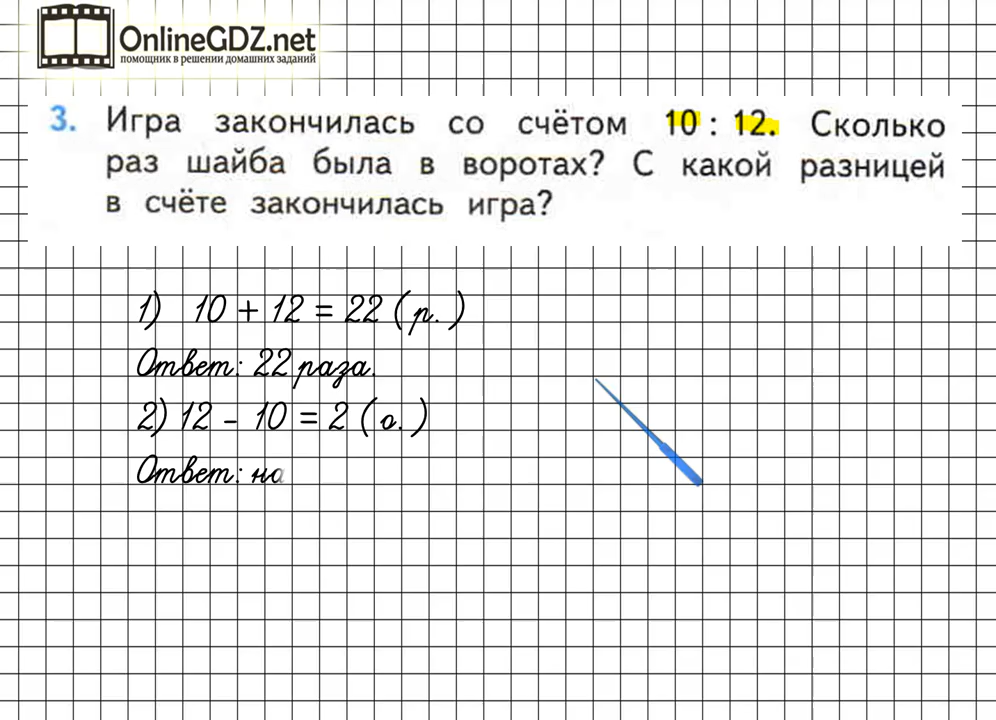 OnlineGDZ.net
помощник в решении домашних заданий
3. Игра закончилась со счётом 10 : 12. Сколько
раз шайба была в воротах? С какой разницей
в счёте закончилась игра?
1) 10 + 12 = 22 (р.)
Ответ: 22 раза.
2) 12 - 10 = 2 (о.)
Ответ: на